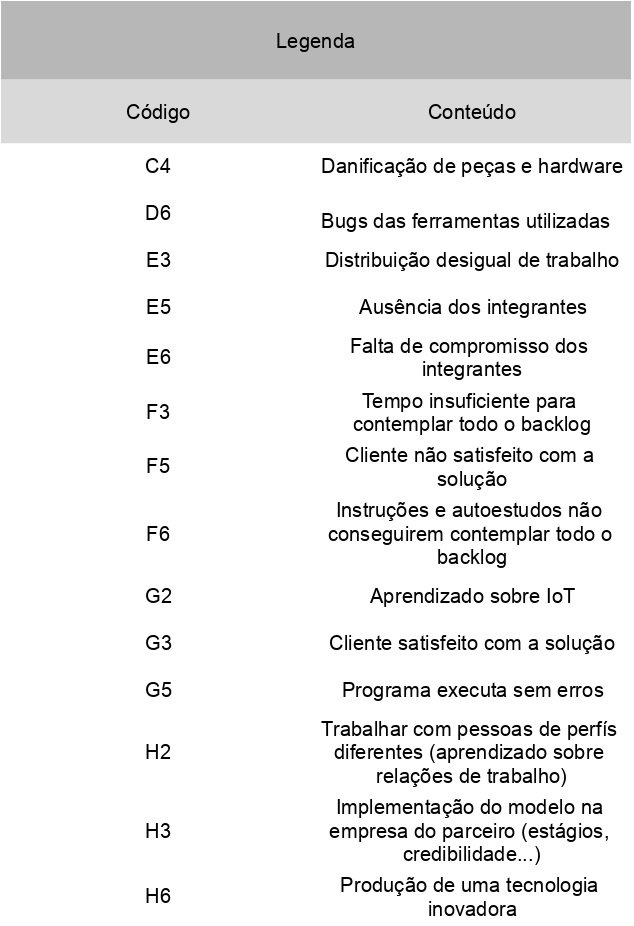 Legenda
Código Conteúdo
C4 Danificação de peças e hardware
D6 Bugs das ferramentas utilizadas
E3 Distribuição desigual de trabalho
E5 Ausência dos integrantes
E6 Falta de compromisso dos
integrantes
F3 Tempo insuficiente para
contemplar todo o backlog
F5 Cliente não satisfeito com a
solução
F6 Instruções e autoestudos não
conseguirem contemplar todo o
backlog
G2 Aprendizado sobre IoT
G3 Cliente satisfeito com a solução
G5 Programa executa sem erros
H2 Trabalhar com pessoas de perfís
diferentes (aprendizado sobre
relações de trabalho)
H3 Implementação do modelo na
empresa do parceiro (estágios,
credibilidade...)
H6 Produção de uma tecnologia
inovadora